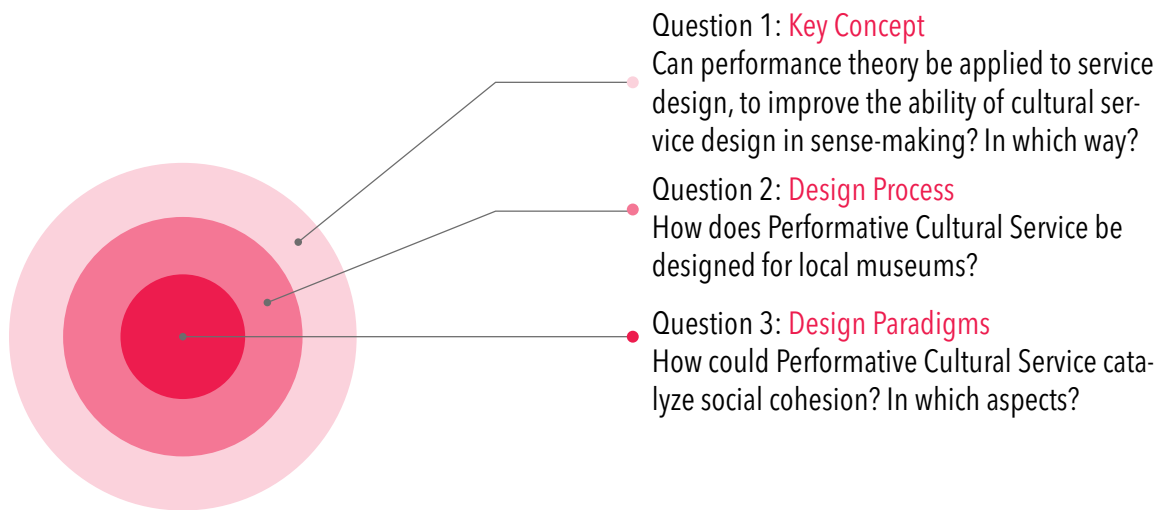 Question 1: Key Concept
Can performance theory be applied to service
design, to improve the ability of cultural ser-
vice design in sense-making? In which way?
Question 2: Design Process
How does Performative Cultural Service be
designed for local museums?
Question 3: Design Paradigms
How could Performative Cultural Service cata-
lyze social cohesion? In which aspects?